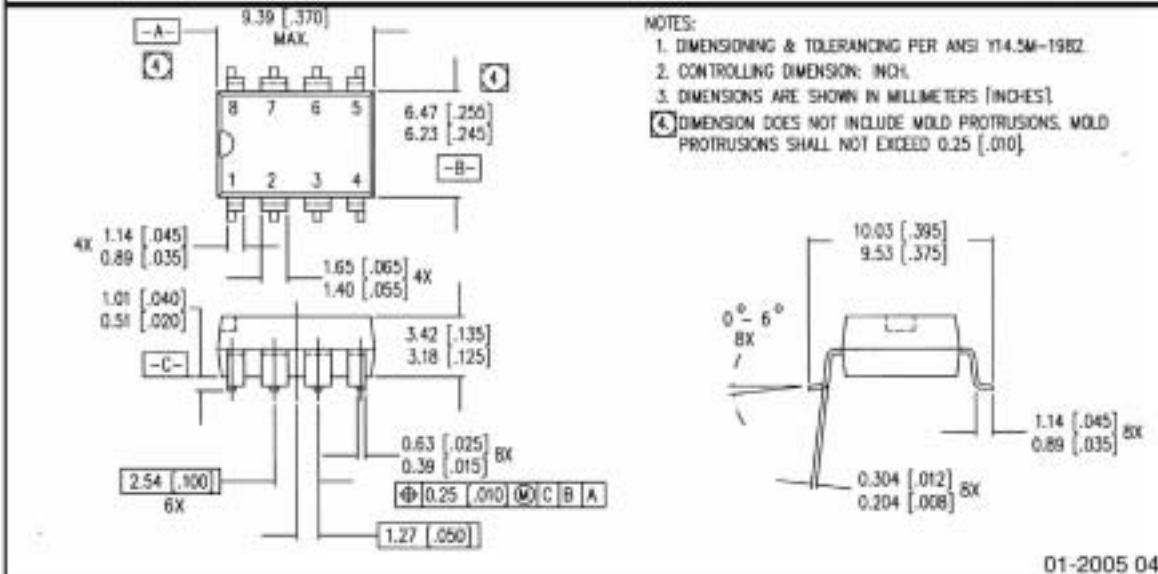 -A-
9.39 [.370]
MAX.
4
4
8 7 6 5
1 2 3 4
6.47 [.255]
6.23 [.245]
-B-
4X 1.14 [.045]
0.89 [.035]
1.65 [.065] 4X
1.40 [.055]
1.01 [.040]
0.51 [.020]
-C-
3.42 [.135]
3.18 [.125]
0.63 [.025] 8X
0.39 [.015]
2.54 [.100]
6X
⌖ 0.25 [.010] Ⓜ C B A
1.27 [.050]
NOTES:
1. DIMENSIONING & TOLERANCING PER ANSI Y14.5M-1982.
2. CONTROLLING DIMENSION: INCH.
3. DIMENSIONS ARE SHOWN IN MILLIMETERS [INCHES].
4. DIMENSION DOES NOT INCLUDE MOLD PROTRUSIONS. MOLD
PROTRUSIONS SHALL NOT EXCEED 0.25 [.010].
10.03 [.395]
9.53 [.375]
0°- 6°
8X
1.14 [.045] 8X
0.89 [.035]
0.304 [.012] 8X
0.204 [.008]
01-2005 04